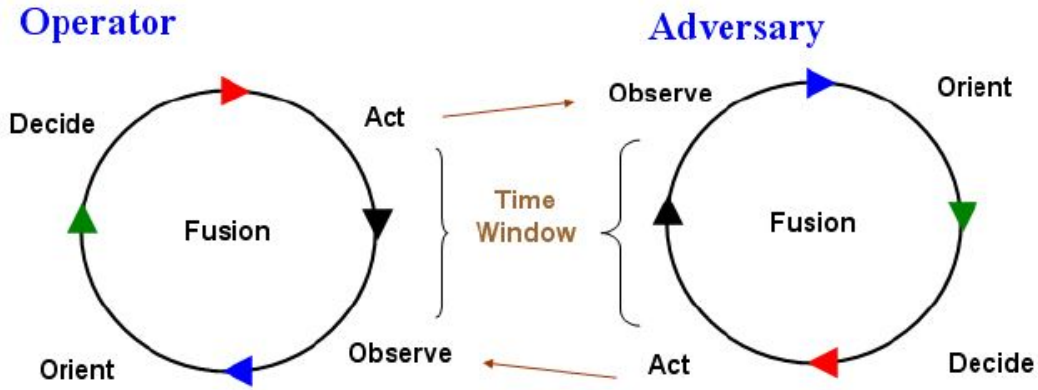 Operator
Adversary
Decide
Act
Observe
Orient
Fusion
Time
Window
Fusion
Orient
Observe
Act
Decide